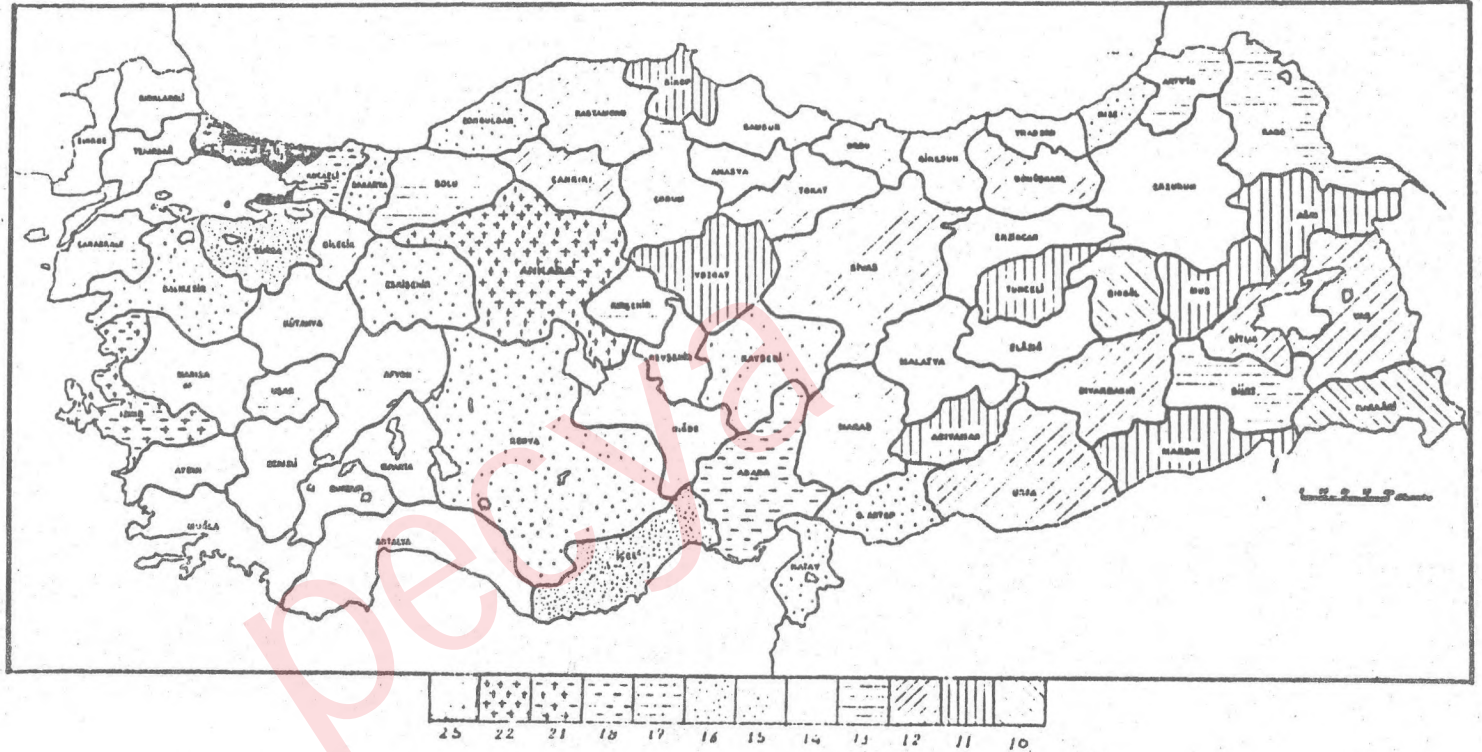 SİNOP
ARTVİN
KIRKLARELİ
ZONGULDAK
KASTAMONU
SAMSUN
TRABZON
RİZE
KARS
EDİRNE
TEKİRDAĞ
ORDU
GİRESUN
KOCAELİ
SAKARYA
BOLU
ÇANKIRI
AMASYA
TOKAT
GÜMÜŞHANE
ERZURUM
ÇORUM
AĞRI
ERZİNCAN
ÇANAKKALE
BURSA
BİLECİK
ANKARA
YOZGAT
SİVAS
BALIKESİR
ESKİŞEHİR
TUNCELİ
BİNGÖL
MUŞ
VAN
KIRŞEHİR
KÜTAHYA
BİTLİS
ELÂZIĞ
NEVŞEHİR
KAYSERİ
MALATYA
MANİSA
UŞAK
AFYON
DİYARBAKIR
SİİRT
HAKKÂRİ
İZMİR
NİĞDE
MARAŞ
ADIYAMAN
KONYA
MARDİN
AYDIN
DENİZLİ
ISPARTA
ADANA
BURDUR
URFA
G. ANTEP
MUĞLA
ANTALYA
İÇEL
HATAY
25 22 21 18 17 16 15 14 13 12 11 10
pecya